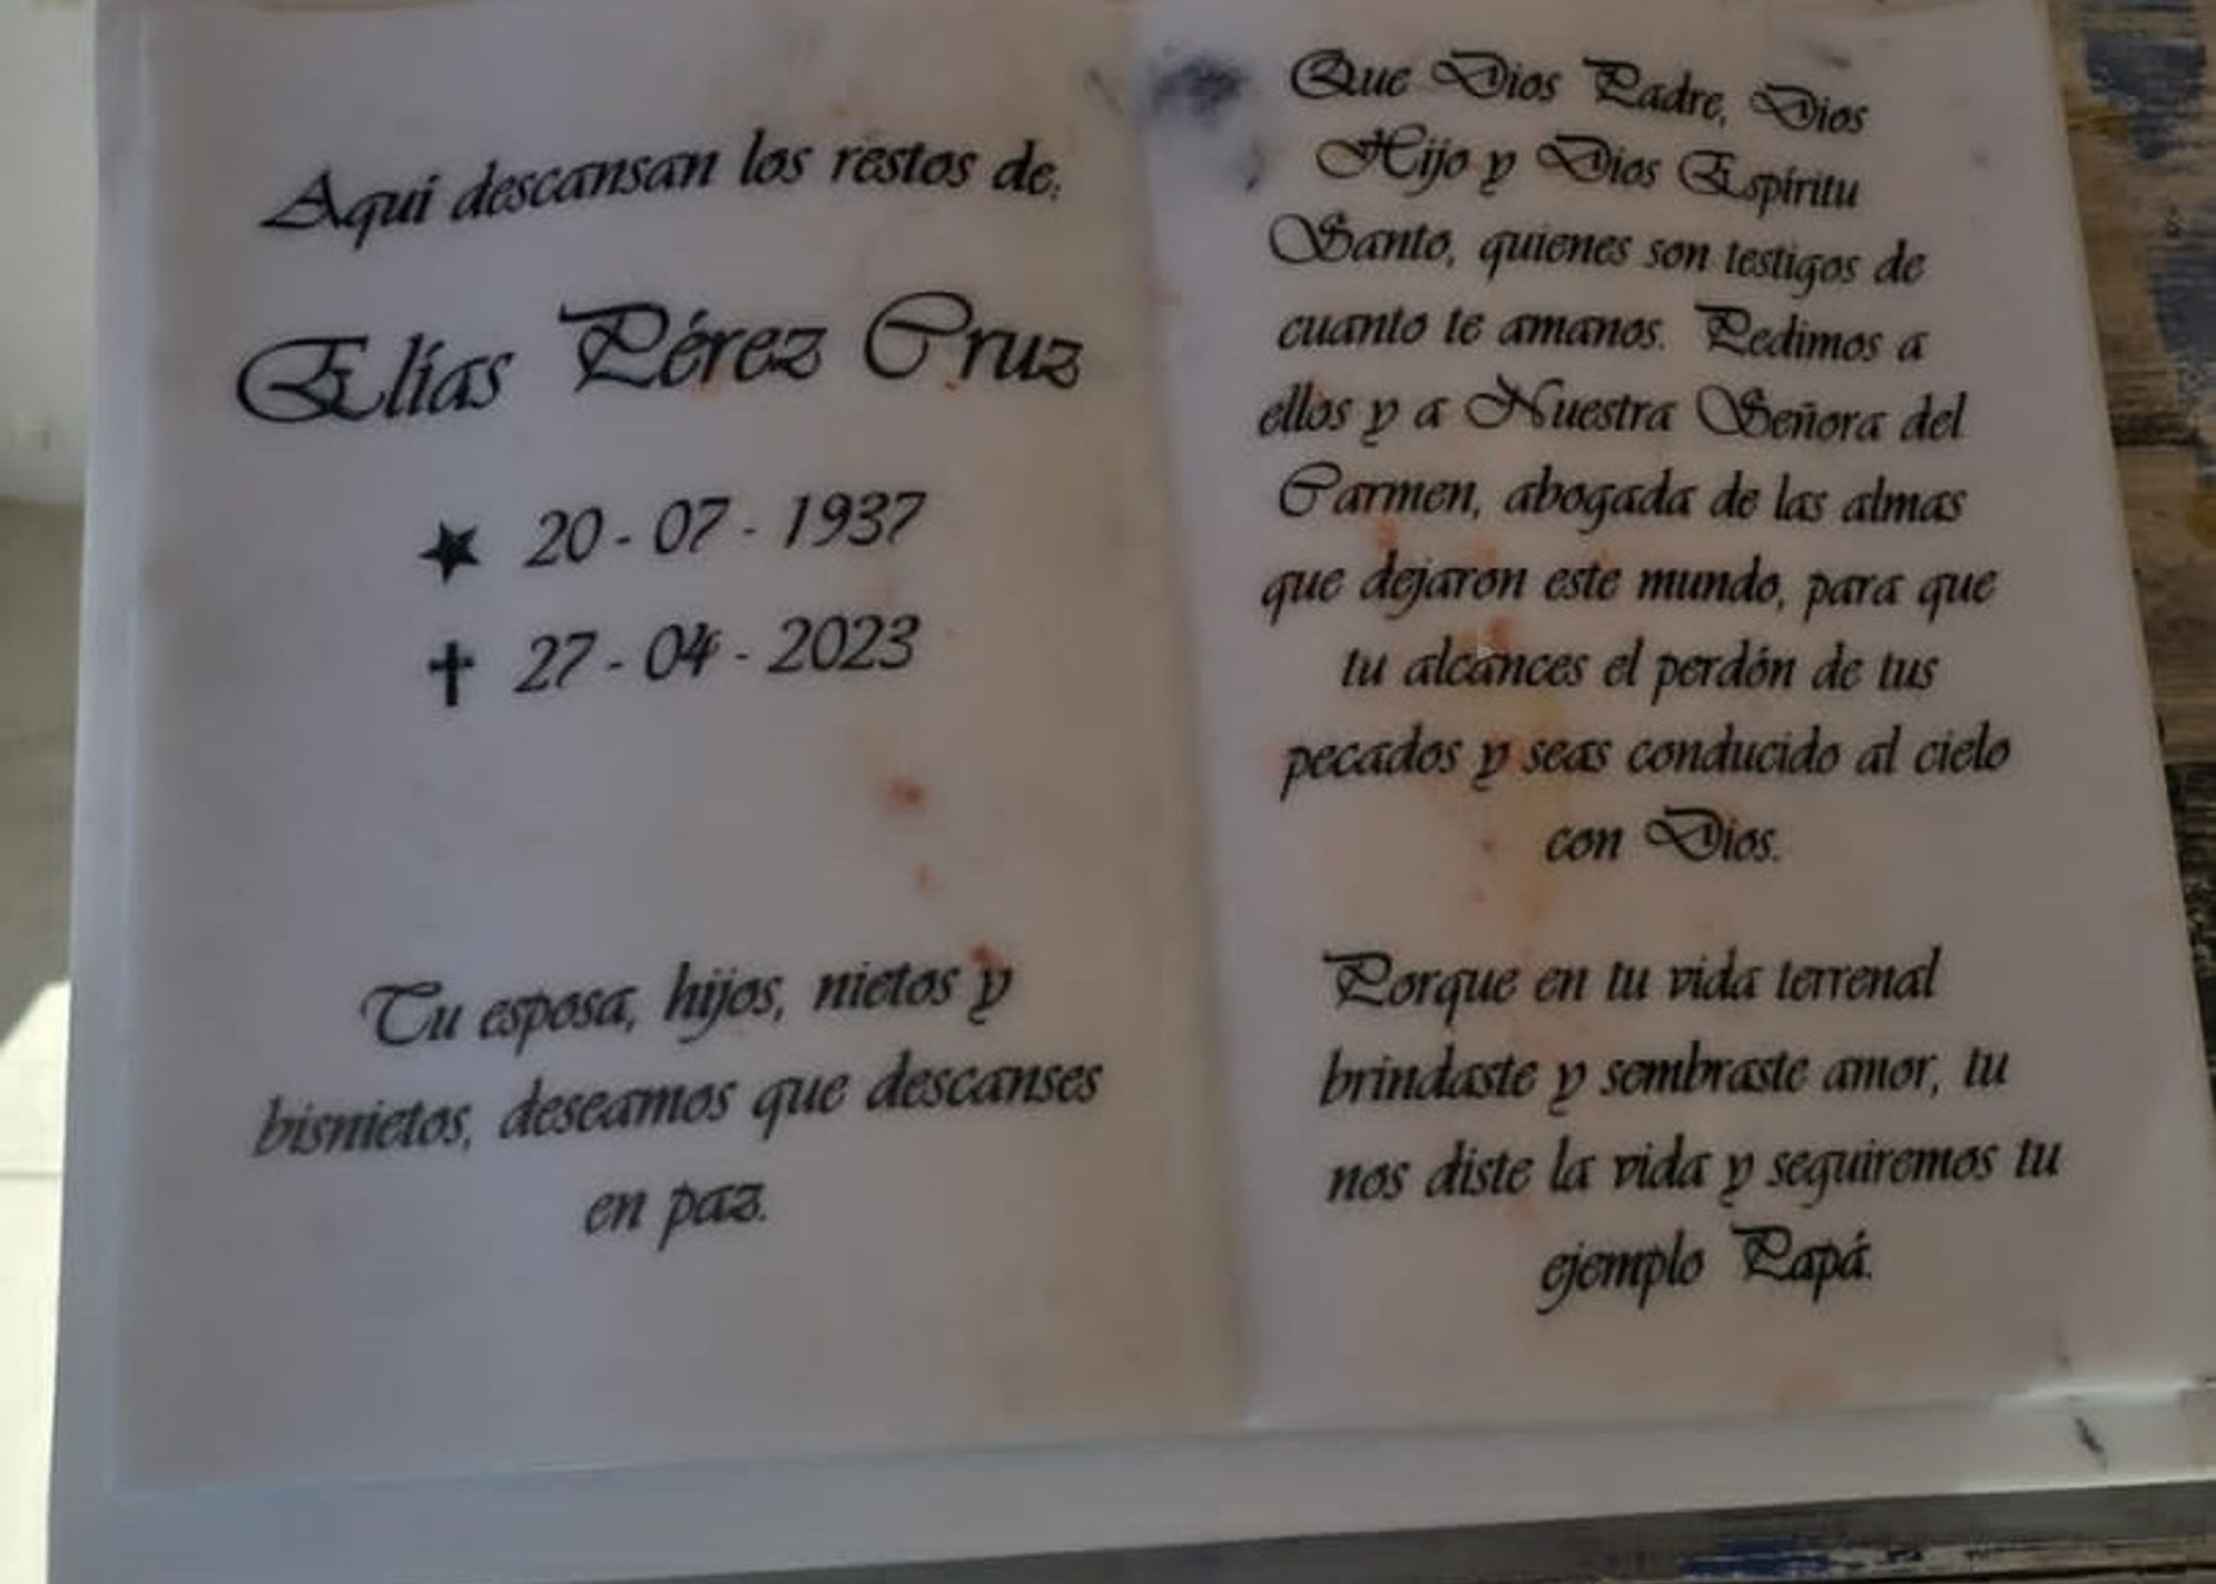 Aqui descansan los restos de:
Elías Pérez Cruz
20 - 07 - 1937
27 - 04 - 2023
Tu esposa, hijos, nietos y
bisnietos, deseamos que descanses
en paz.
Que Dios Padre, Dios
Hijo y Dios Espíritu
Santo, quienes son testigos de
cuanto te amanos. Pedimos a
ellos y a Nuestra Señora del
Carmen, abogada de las almas
que dejaron este mundo, para que
tu alcances el perdón de tus
pecados y seas conducido al cielo
con Dios.
Porque en tu vida terrenal
brindaste y sembraste amor, tu
nos diste la vida y seguiremos tu
ejemplo Papá.